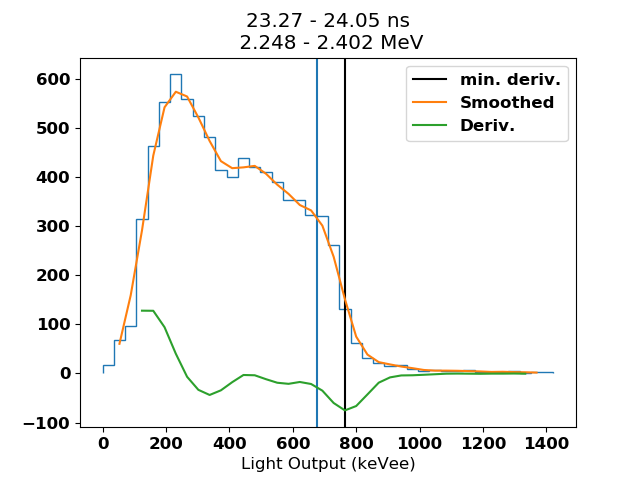 23.27 - 24.05 ns
2.248 - 2.402 MeV
min. deriv.
Smoothed
Deriv.
600
500
400
300
200
100
0
−100
0 200 400 600 800 1000 1200 1400
Light Output (keVee)